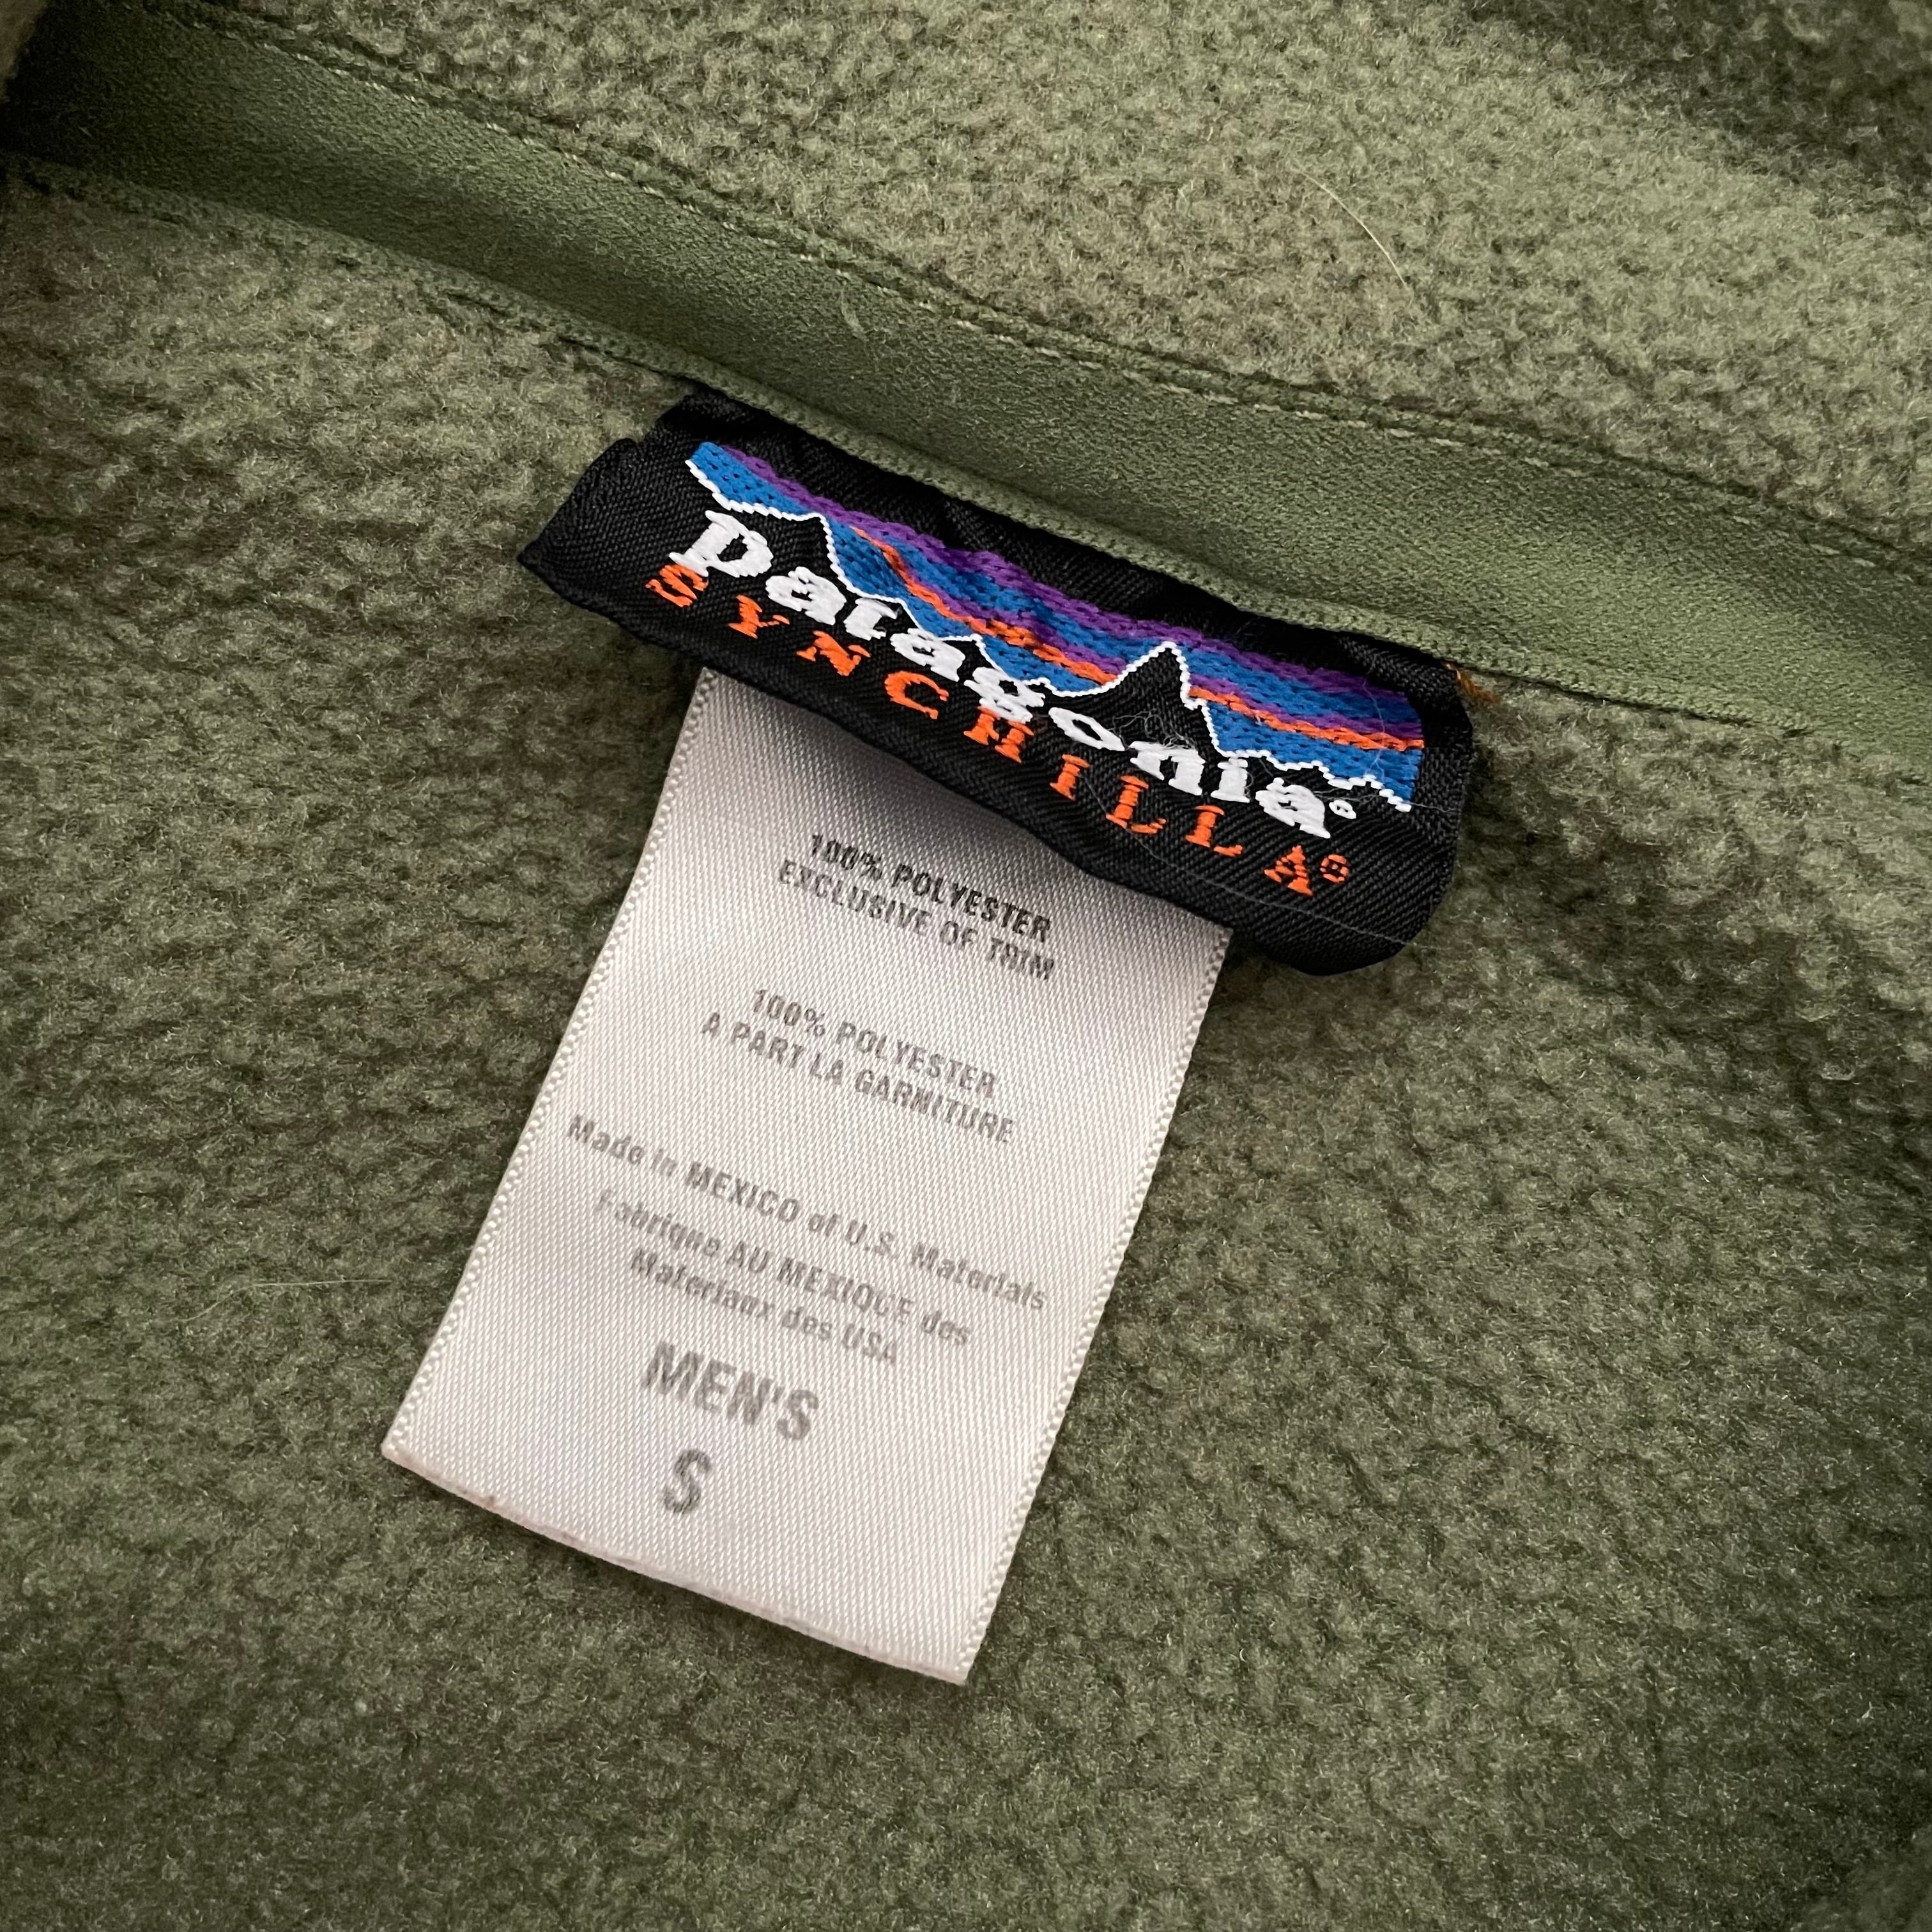 patagonia®
SYNCHILLA®
100% POLYESTER
EXCLUSIVE OF TRIM
100% POLYESTER
A PART LA GARNITURE
Made in MEXICO of U.S. Materials
Fabrique AU MEXIQUE des
Materiaux des USA
MEN'S
S